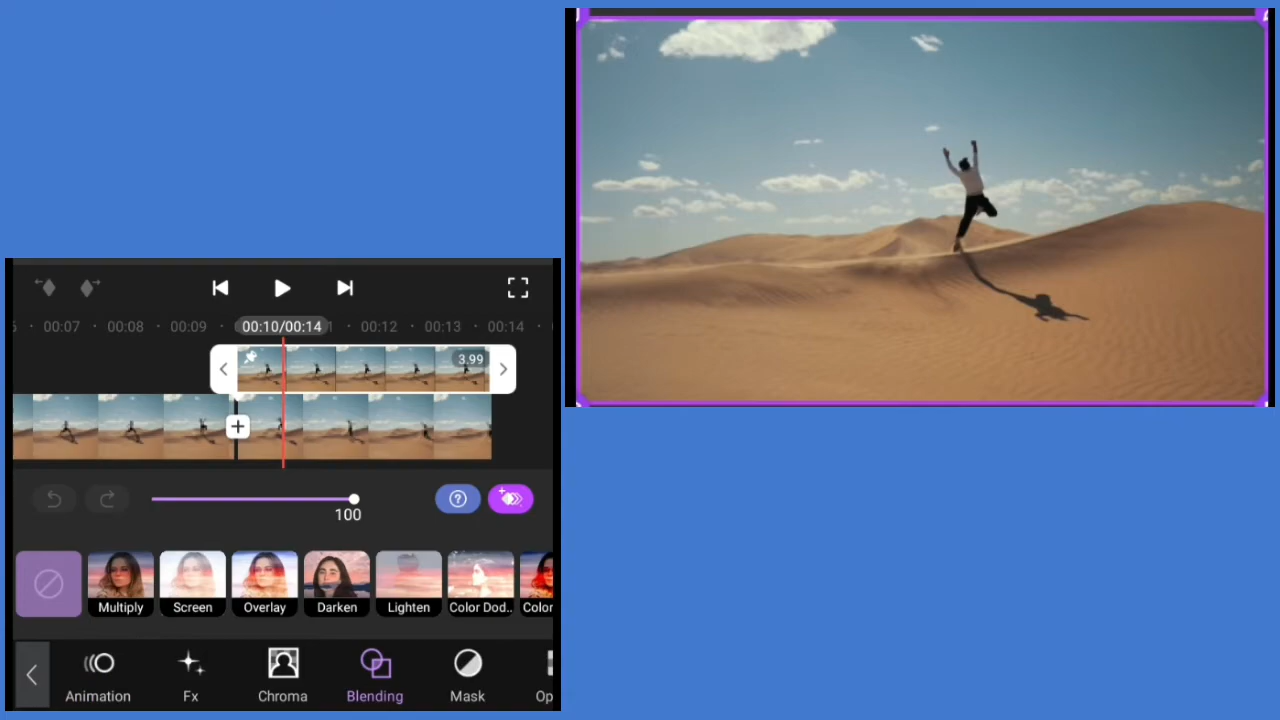 00:07 00:08 00:09 00:10/00:14 00:12 00:13 00:14
3.99
100
Multiply Screen Overlay Darken Lighten Color Dod.. Color
Animation Fx Chroma Blending Mask Op